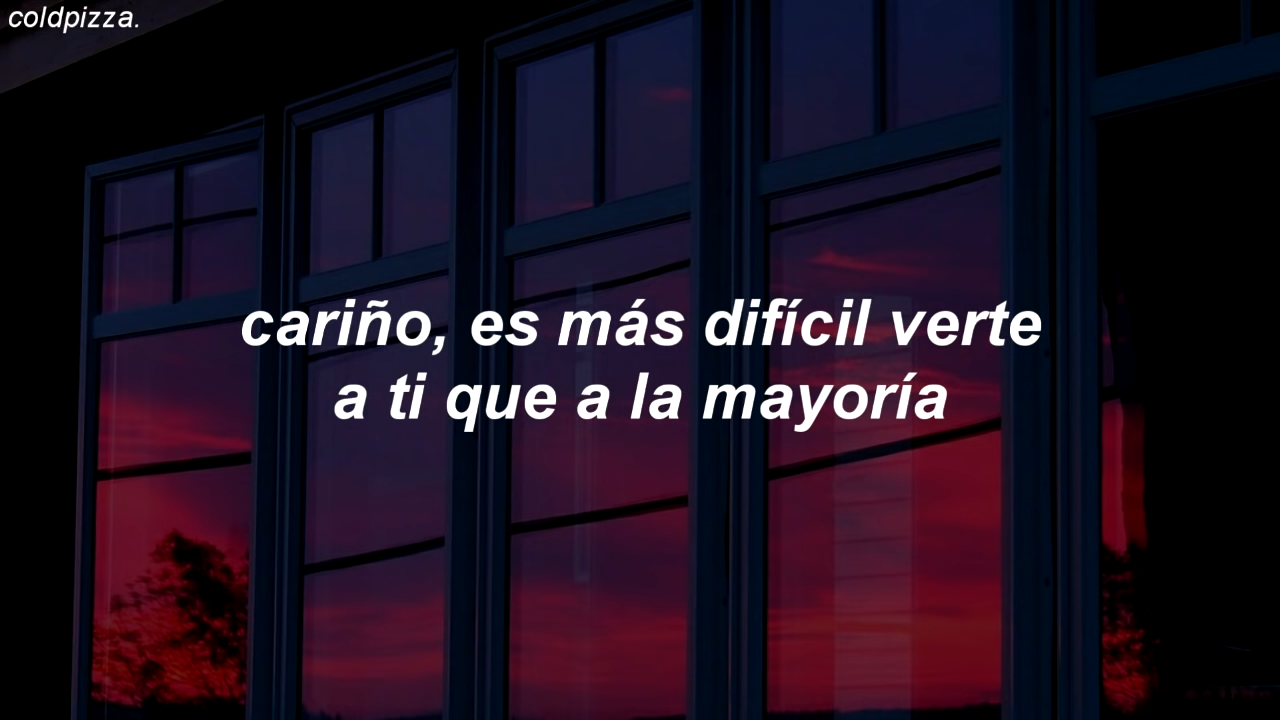 coldpizza.
cariño, es más difícil verte
a ti que a la mayoría